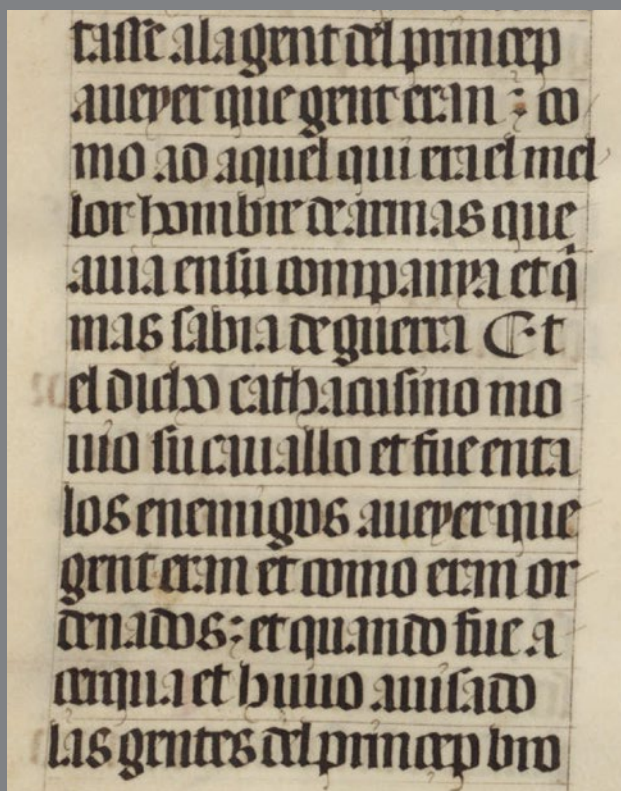 tasse ala gent del princep
aueyer que gent eran : co
mo ad aquel qui era el mel
lor hombre de armas que
auia en su companya et q̄
mas sabia de guerra Et
el dicho cathacusino mo
uio su cauallo et fue enta
los enemigos aueyer que
gent eran et como eran or
denados : et quando fue a
cerqua et huuo auisado
las gentes del princep vio